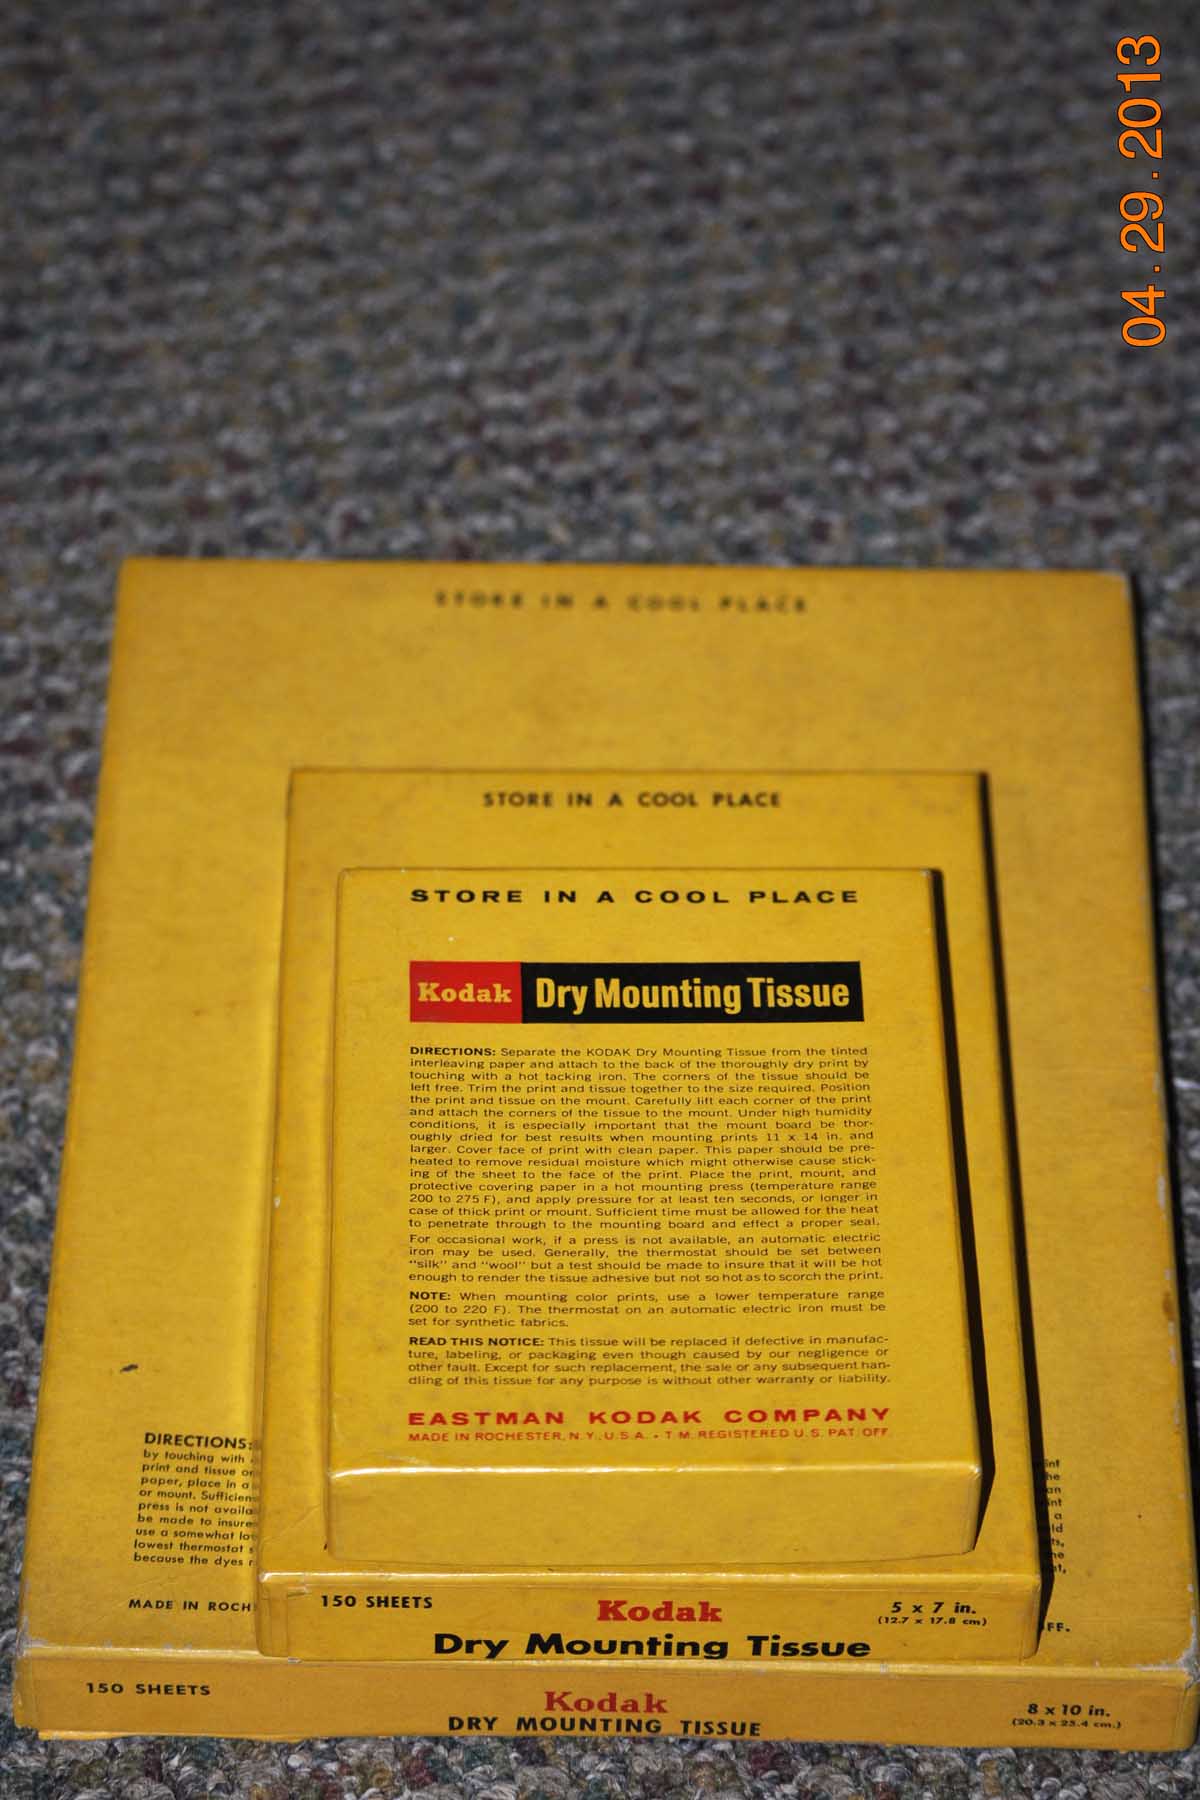 04.29.2013
STORE IN A COOL PLACE
STORE IN A COOL PLACE
STORE IN A COOL PLACE
Kodak Dry Mounting Tissue
DIRECTIONS: Separate the KODAK Dry Mounting Tissue from the tinted
interleaving paper and attach to the back of the thoroughly dry print by
touching with a hot tacking iron. The corners of the tissue should be
left free. Trim the print and tissue together to the size required. Position
the print and tissue on the mount. Carefully lift each corner of the print
and attach the corners of the tissue to the mount. Under high humidity
conditions, it is especially important that the mount board be thor-
oughly dried for best results when mounting prints 11 x 14 in. and
larger. Cover face of print with clean paper. This paper should be pre-
heated to remove residual moisture which might otherwise cause stick-
ing of the sheet to the face of the print. Place the print, mount, and
protective covering paper in a hot mounting press (temperature range
200 to 275 F), and apply pressure for at least ten seconds, or longer in
case of thick print or mount. Sufficient time must be allowed for the heat
to penetrate through to the mounting board and effect a proper seal.
For occasional work, if a press is not available, an automatic electric
iron may be used. Generally, the thermostat should be set between
"silk" and "wool" but a test should be made to insure that it will be hot
enough to render the tissue adhesive but not so hot as to scorch the print.
NOTE: When mounting color prints, use a lower temperature range
(200 to 220 F). The thermostat on an automatic electric iron must be
set for synthetic fabrics.
READ THIS NOTICE: This tissue will be replaced if defective in manufac-
ture, labeling, or packaging even though caused by our negligence or
other fault. Except for such replacement, the sale or any subsequent han-
dling of this tissue for any purpose is without other warranty or liability.
EASTMAN KODAK COMPANY
MADE IN ROCHESTER, N.Y., U.S.A. • T.M. REGISTERED U.S. PAT. OFF.
DIRECTIONS:
by touching with
print and tissue
paper, place in a
or mount.
press is not
be made to insure
use a somewhat
lowest thermostat
because the dyes
MADE IN
150 SHEETS
Kodak
5 x 7 in.
(12.7 x 17.8 cm)
Dry Mounting Tissue
150 SHEETS
Kodak
8 x 10 in.
(20.3 x 25.4 cm.)
DRY MOUNTING TISSUE